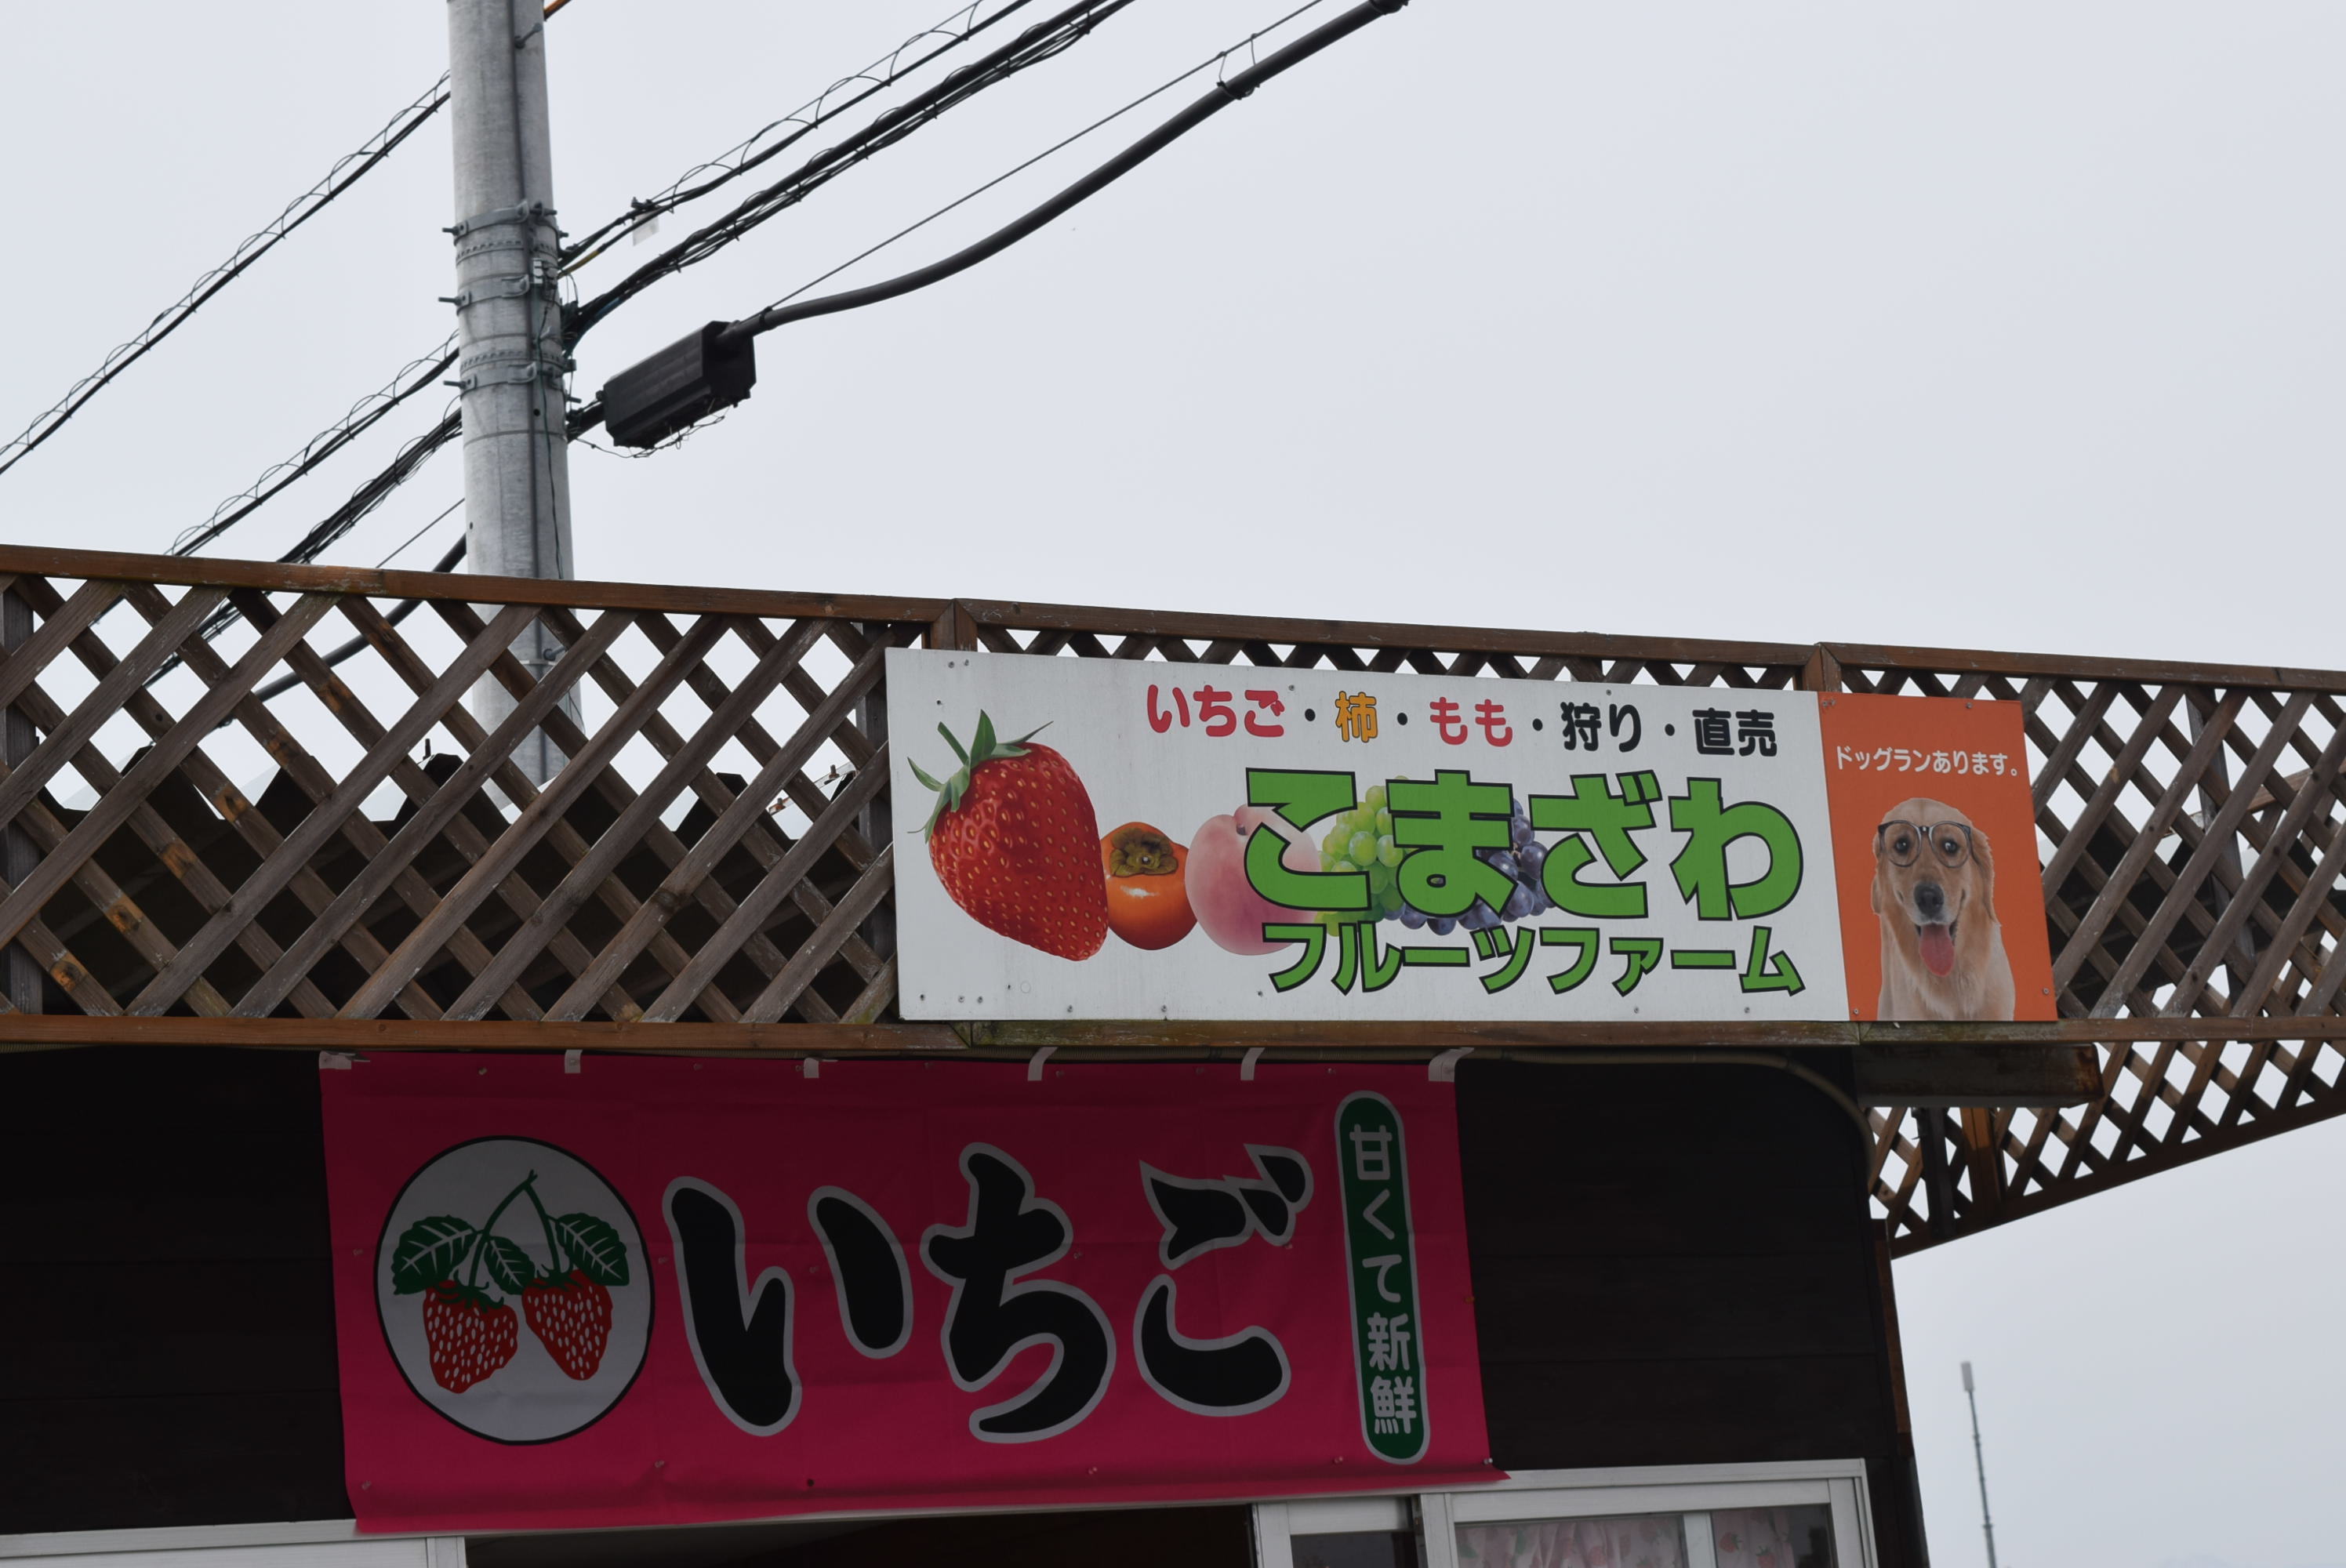 いちご・柿・もも・狩り・直売
こまざわ
フルーツファーム
ドッグランあります。
いちご
甘くて新鮮